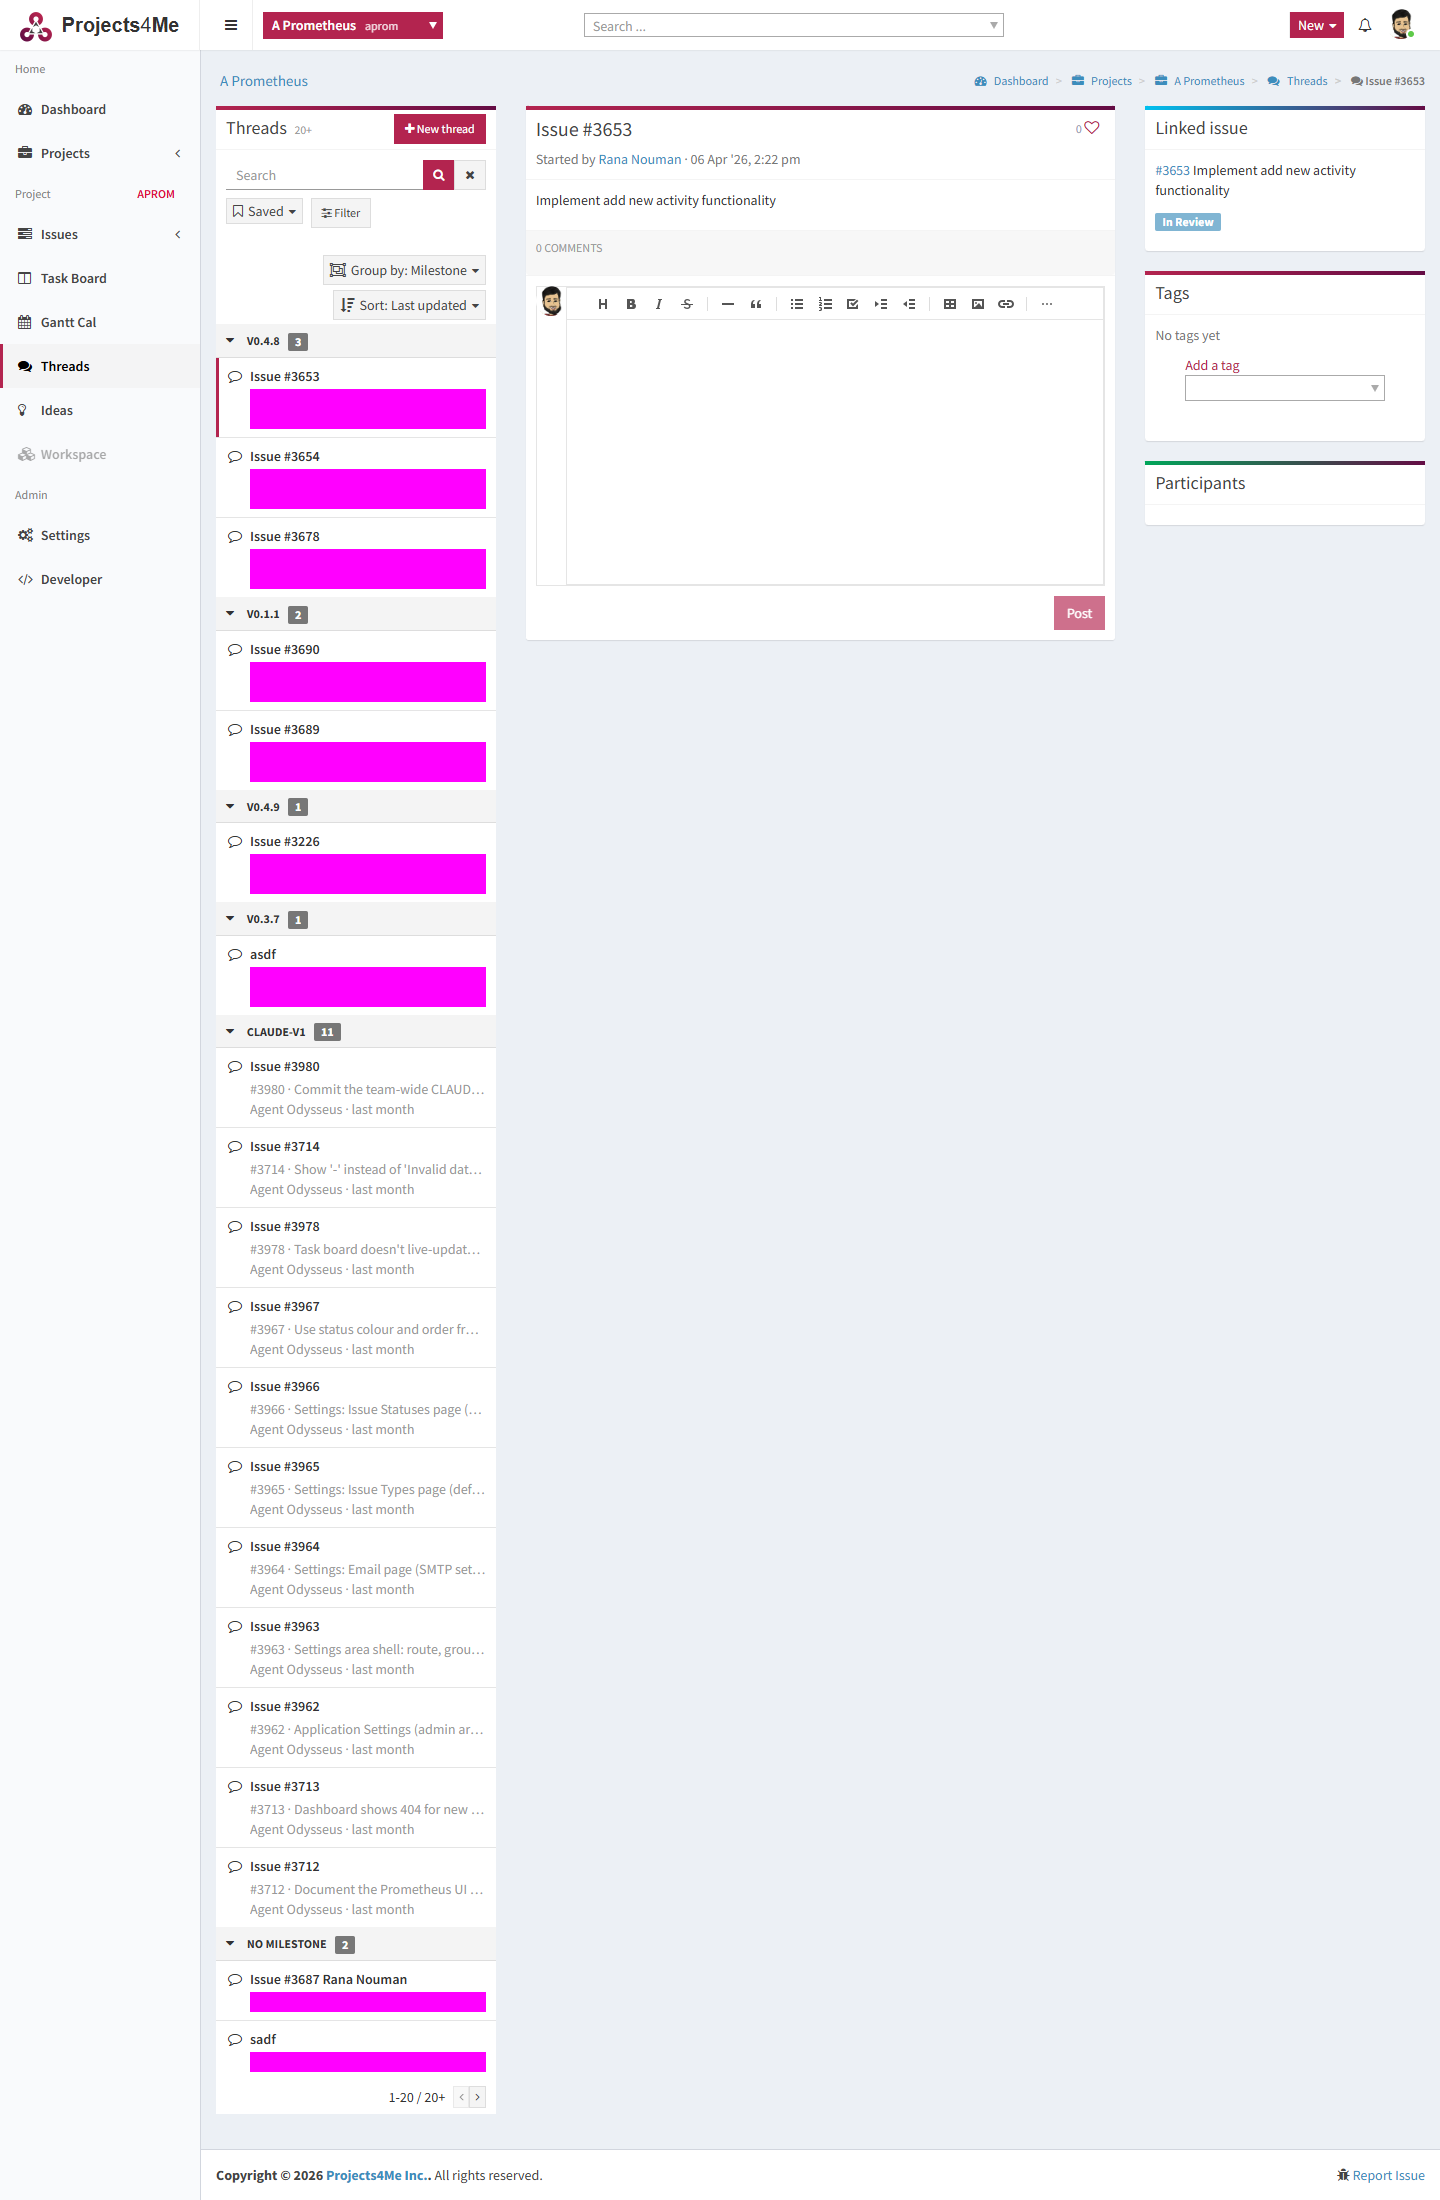 Projects4Me
A Prometheus aprom
Search ...
New
Home
Dashboard
Projects
Project APROM
Issues
Task Board
Gantt Cal
Threads
Ideas
Workspace
Admin
Settings
Developer
A Prometheus
Dashboard > Projects > A Prometheus > Threads > Issue #3653
Threads 20+
New thread
Search
Saved
Filter
Group by: Milestone
Sort: Last updated
V0.4.8 3
Issue #3653
Issue #3654
Issue #3678
V0.1.1 2
Issue #3690
Issue #3689
V0.4.9 1
Issue #3226
V0.3.7 1
asdf
CLAUDE-V1 11
Issue #3980
#3980 · Commit the team-wide CLAUD...
Agent Odysseus · last month
Issue #3714
#3714 · Show '-' instead of 'Invalid dat...
Agent Odysseus · last month
Issue #3978
#3978 · Task board doesn't live-updat...
Agent Odysseus · last month
Issue #3967
#3967 · Use status colour and order fr...
Agent Odysseus · last month
Issue #3966
#3966 · Settings: Issue Statuses page (...
Agent Odysseus · last month
Issue #3965
#3965 · Settings: Issue Types page (def...
Agent Odysseus · last month
Issue #3964
#3964 · Settings: Email page (SMTP set...
Agent Odysseus · last month
Issue #3963
#3963 · Settings area shell: route, grou...
Agent Odysseus · last month
Issue #3962
#3962 · Application Settings (admin ar...
Agent Odysseus · last month
Issue #3713
#3713 · Dashboard shows 404 for new ...
Agent Odysseus · last month
Issue #3712
#3712 · Document the Prometheus UI ...
Agent Odysseus · last month
NO MILESTONE 2
Issue #3687 Rana Nouman
sadf
1-20 / 20+
Issue #3653
0
Started by Rana Nouman · 06 Apr '26, 2:22 pm
Implement add new activity functionality
0 COMMENTS
Post
Linked issue
#3653 Implement add new activity
functionality
In Review
Tags
No tags yet
Add a tag
Participants
Copyright © 2026 Projects4Me Inc.. All rights reserved.
Report Issue